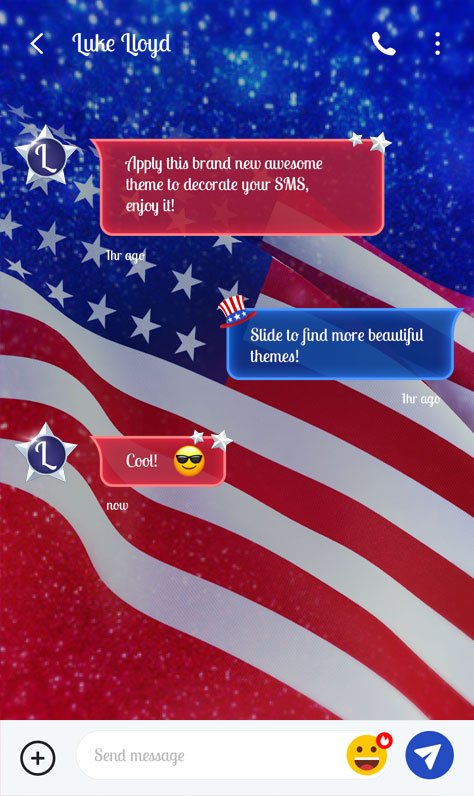 Luke Lloyd
L
Apply this brand new awesome
theme to decorate your SMS,
enjoy it!
1hr ago
Slide to find more beautiful
themes!
1hr ago
L
Cool!
now
Send message